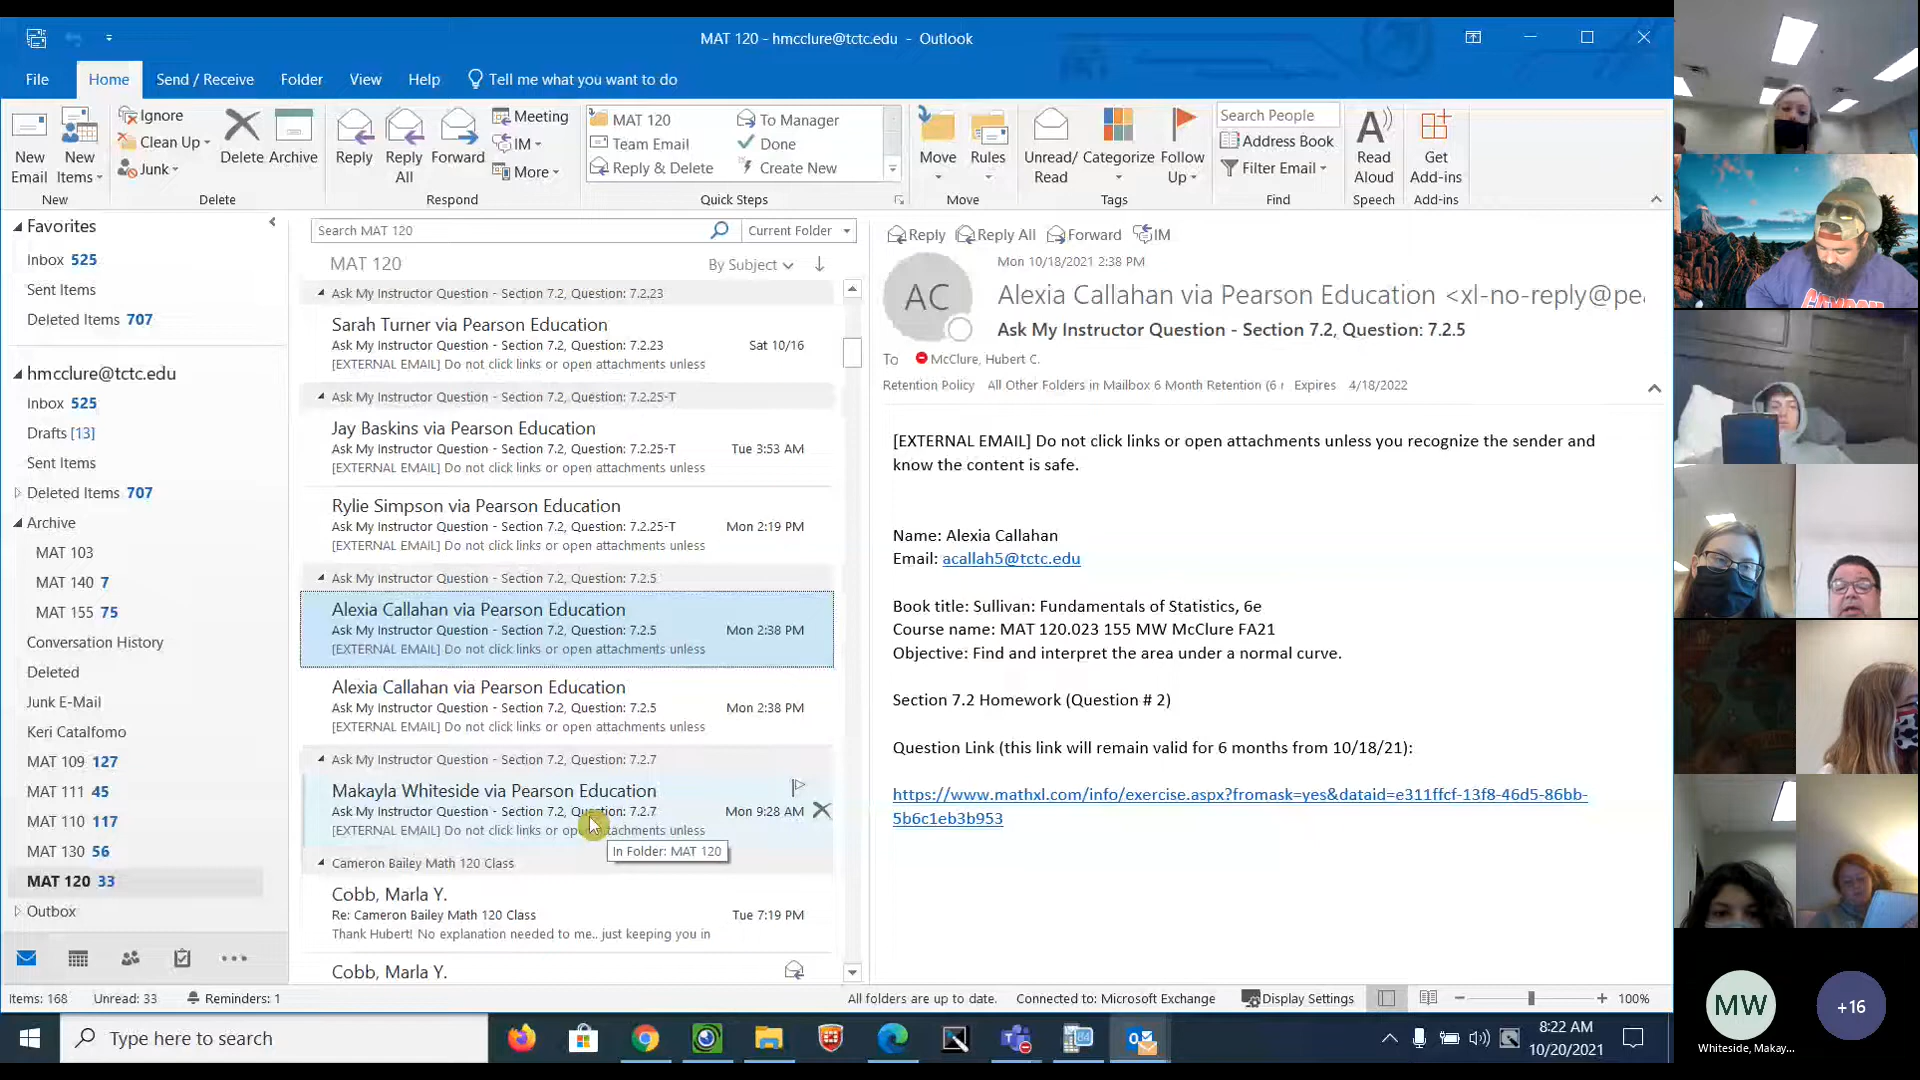 MAT 120 - hmcclure@tctc.edu - Outlook
File Home Send / Receive Folder View Help Tell me what you want to do
New Email
New Items
New
Ignore
Clean Up
Junk
Delete Archive
Delete
Reply Reply All Forward
Meeting
IM
More
Respond
MAT 120
Team Email
Reply & Delete
To Manager
Done
Create New
Quick Steps
Move Rules
Move
Unread/ Read Categorize Follow Up
Tags
Search People
Address Book
Filter Email
Find
Read Aloud
Speech
Get Add-ins
Add-ins
Favorites
Inbox 525
Sent Items
Deleted Items 707
hmcclure@tctc.edu
Inbox 525
Drafts [13]
Sent Items
Deleted Items 707
Archive
MAT 103
MAT 140 7
MAT 155 75
Conversation History
Deleted
Junk E-Mail
Keri Catalfomo
MAT 109 127
MAT 111 45
MAT 110 117
MAT 130 56
MAT 120 33
Outbox
Search MAT 120
Current Folder
MAT 120
By Subject
Ask My Instructor Question - Section 7.2, Question: 7.2.23
Sarah Turner via Pearson Education
Ask My Instructor Question - Section 7.2, Question: 7.2.23 Sat 10/16
[EXTERNAL EMAIL] Do not click links or open attachments unless
Ask My Instructor Question - Section 7.2, Question: 7.2.25-T
Jay Baskins via Pearson Education
Ask My Instructor Question - Section 7.2, Question: 7.2.25-T Tue 3:53 AM
[EXTERNAL EMAIL] Do not click links or open attachments unless
Rylie Simpson via Pearson Education
Ask My Instructor Question - Section 7.2, Question: 7.2.25-T Mon 2:19 PM
[EXTERNAL EMAIL] Do not click links or open attachments unless
Ask My Instructor Question - Section 7.2, Question: 7.2.5
Alexia Callahan via Pearson Education
Ask My Instructor Question - Section 7.2, Question: 7.2.5 Mon 2:38 PM
[EXTERNAL EMAIL] Do not click links or open attachments unless
Alexia Callahan via Pearson Education
Ask My Instructor Question - Section 7.2, Question: 7.2.5 Mon 2:38 PM
[EXTERNAL EMAIL] Do not click links or open attachments unless
Ask My Instructor Question - Section 7.2, Question: 7.2.7
Makayla Whiteside via Pearson Education
Ask My Instructor Question - Section 7.2, Question: 7.2.7 Mon 9:28 AM
[EXTERNAL EMAIL] Do not click links or open attachments unless
In Folder: MAT 120
Cameron Bailey Math 120 Class
Cobb, Marla Y.
Re: Cameron Bailey Math 120 Class Tue 7:19 PM
Thank Hubert! No explanation needed to me.. just keeping you in
Cobb, Marla Y.
Reply Reply All Forward IM
Mon 10/18/2021 2:38 PM
AC
Alexia Callahan via Pearson Education <xl-no-reply@pea
Ask My Instructor Question - Section 7.2, Question: 7.2.5
To McClure, Hubert C.
Retention Policy All Other Folders in Mailbox 6 Month Retention (6 r Expires 4/18/2022
[EXTERNAL EMAIL] Do not click links or open attachments unless you recognize the sender and
know the content is safe.
Name: Alexia Callahan
Email: acallah5@tctc.edu
Book title: Sullivan: Fundamentals of Statistics, 6e
Course name: MAT 120.023 155 MW McClure FA21
Objective: Find and interpret the area under a normal curve.
Section 7.2 Homework (Question # 2)
Question Link (this link will remain valid for 6 months from 10/18/21):
https://www.mathxl.com/info/exercise.aspx?fromask=yes&dataid=e311ffcf-13f8-46d5-86bb-
5b6c1eb3b953
Items: 168 Unread: 33 Reminders: 1 All folders are up to date. Connected to: Microsoft Exchange Display Settings 100%
Type here to search
8:22 AM
10/20/2021
MW
Whiteside, Makay...
+16